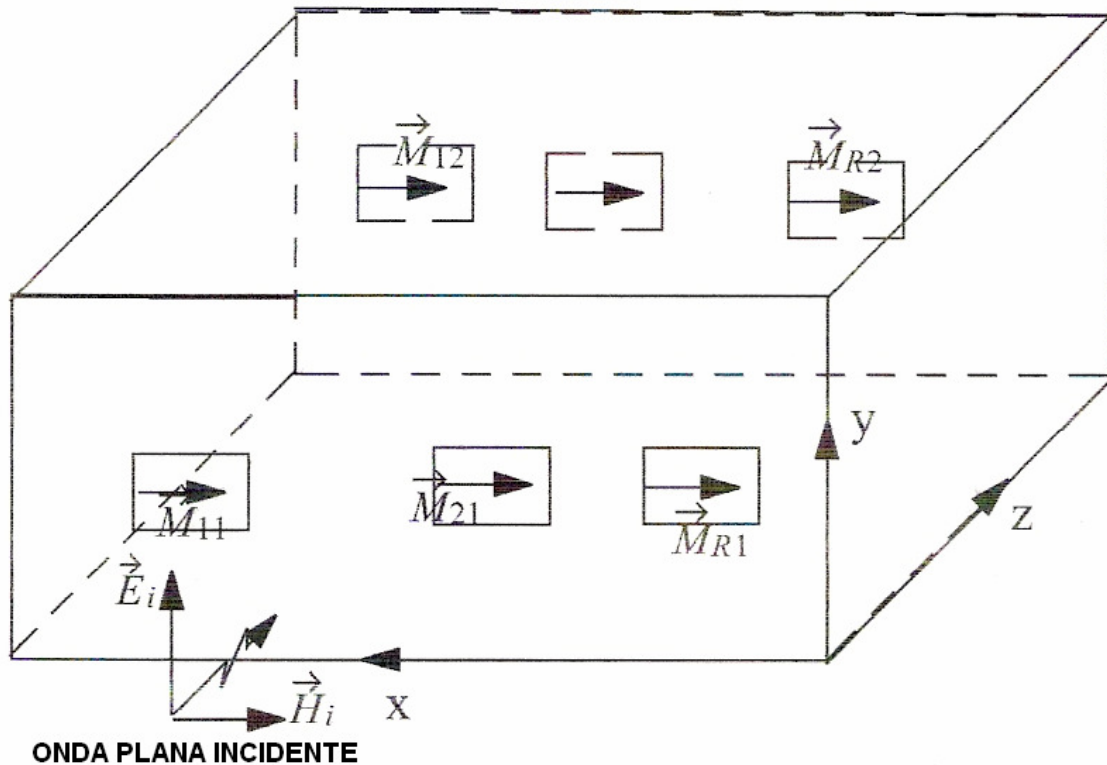 M12
MR2
y
M21
M11
MR1
z
Ei
x
Hi
ONDA PLANA INCIDENTE